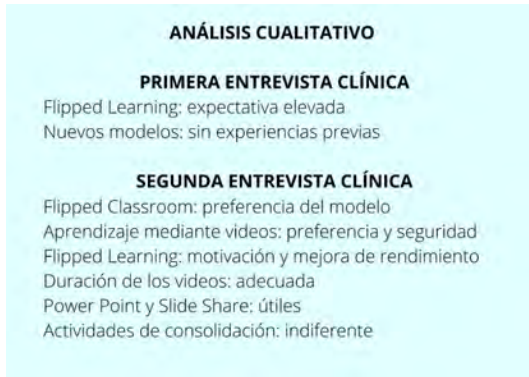 ANÁLISIS CUALITATIVO
PRIMERA ENTREVISTA CLÍNICA
Flipped Learning: expectativa elevada
Nuevos modelos: sin experiencias previas
SEGUNDA ENTREVISTA CLÍNICA
Flipped Classroom: preferencia del modelo
Aprendizaje mediante videos: preferencia y seguridad
Flipped Learning: motivación y mejora de rendimiento
Duración de los videos: adecuada
Power Point y Slide Share: útiles
Actividades de consolidación: indiferente